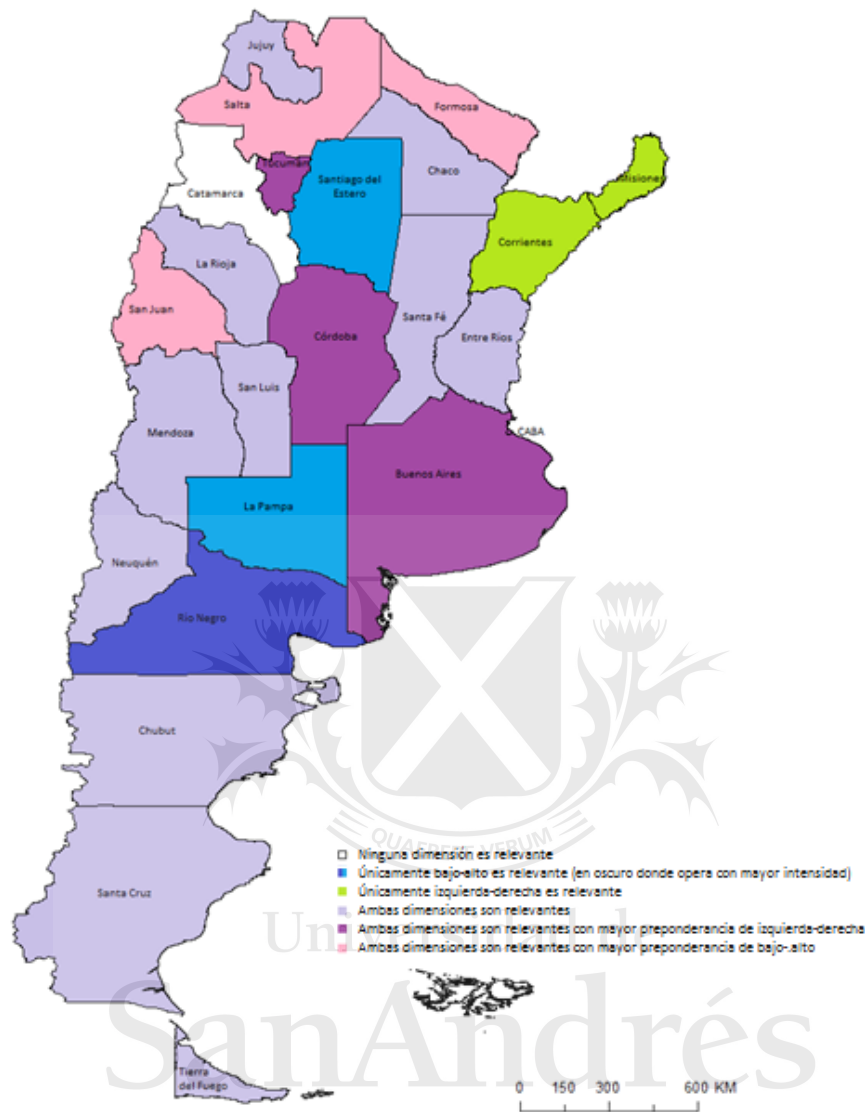 Jujuy
Salta
Formosa
Tucumán
Santiago del
Estero
Chaco
Catamarca
Misiones
Corrientes
La Rioja
San Juan
Santa Fé
Córdoba
Entre Ríos
San Luis
Mendoza
CABA
Buenos Aires
La Pampa
Neuquén
Río Negro
Chubut
QUAERERE VERUM
Ninguna dimensión es relevante
Únicamente bajo-alto es relevante (en oscuro donde opera con mayor intensidad)
Únicamente izquierda-derecha es relevante
Ambas dimensiones son relevantes
Ambas dimensiones son relevantes con mayor preponderancia de izquierda-derecha
Ambas dimensiones son relevantes con mayor preponderancia de bajo-.alto
Santa Cruz
Universidad de
SanAndrés
Tierra
del Fuego
0 150 300 600 KM